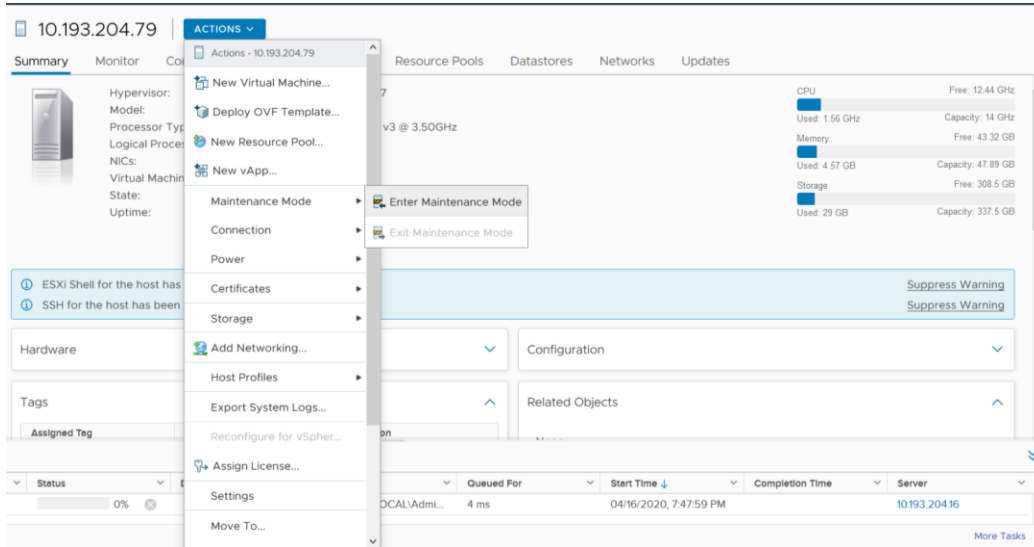 10.193.204.79
ACTIONS
Summary Monitor Resource Pools Datastores Networks Updates
Actions - 10.193.204.79
New Virtual Machine...
Deploy OVF Template...
New Resource Pool...
New vApp...
Maintenance Mode
Connection
Power
Certificates
Storage
Add Networking...
Host Profiles
Export System Logs...
Reconfigure for vSpher...
Assign License...
Settings
Move To...
Enter Maintenance Mode
Exit Maintenance Mode
Hypervisor:
Model:
Processor Typ
Logical Proces
NICs:
Virtual Machin
State:
Uptime:
7
v3 @ 3.50GHz
CPU Free: 12.44 GHz
Used: 1.56 GHz Capacity: 14 GHz
Memory Free: 43.32 GB
Used: 4.57 GB Capacity: 47.89 GB
Storage Free: 308.5 GB
Used: 29 GB Capacity: 337.5 GB
ESXi Shell for the host has Suppress Warning
SSH for the host has been Suppress Warning
Hardware
Configuration
Tags
Assigned Tag
on
Related Objects
Status Queued For Start Time Completion Time Server
0% OCAL\Admi... 4 ms 04/16/2020, 7:47:59 PM 10.193.204.16
More Tasks